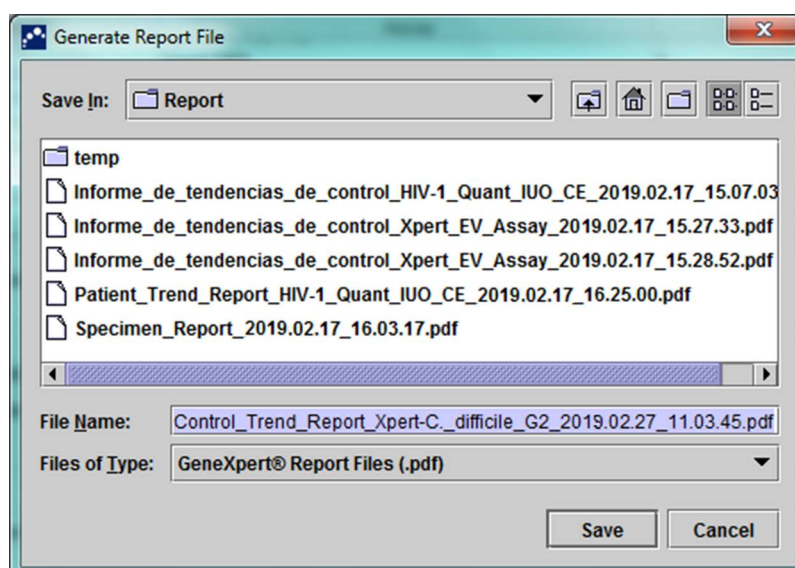 Generate Report File
Save In: Report
temp
Informe_de_tendencias_de_control_HIV-1_Quant_IUO_CE_2019.02.17_15.07.03
Informe_de_tendencias_de_control_Xpert_EV_Assay_2019.02.17_15.27.33.pdf
Informe_de_tendencias_de_control_Xpert_EV_Assay_2019.02.17_15.28.52.pdf
Patient_Trend_Report_HIV-1_Quant_IUO_CE_2019.02.17_16.25.00.pdf
Specimen_Report_2019.02.17_16.03.17.pdf
File Name: Control_Trend_Report_Xpert-C._difficile_G2_2019.02.27_11.03.45.pdf
Files of Type: GeneXpert® Report Files (.pdf)
Save Cancel